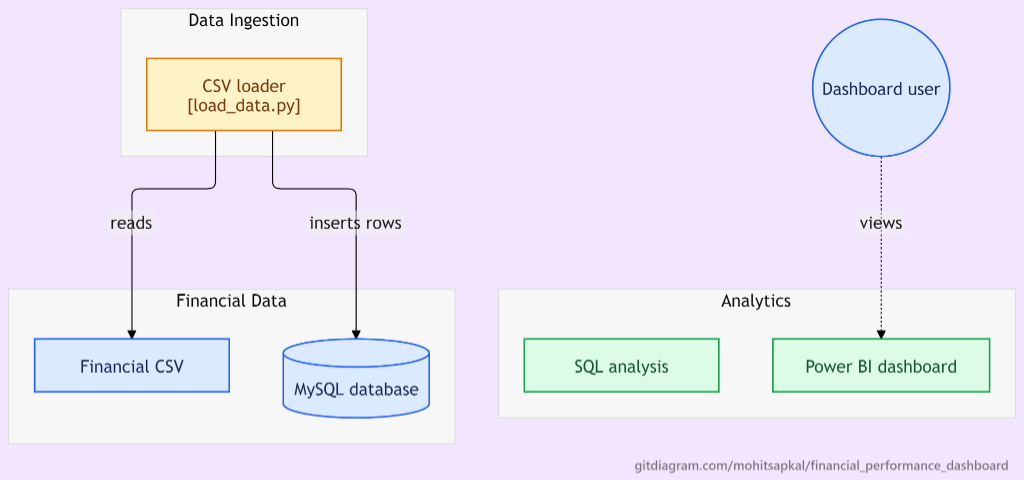 Data Ingestion
CSV loader
[load_data.py]
Dashboard user
reads
inserts rows
views
Financial Data
Financial CSV
MySQL database
Analytics
SQL analysis
Power BI dashboard
gitdiagram.com/mohitsapkal/financial_performance_dashboard